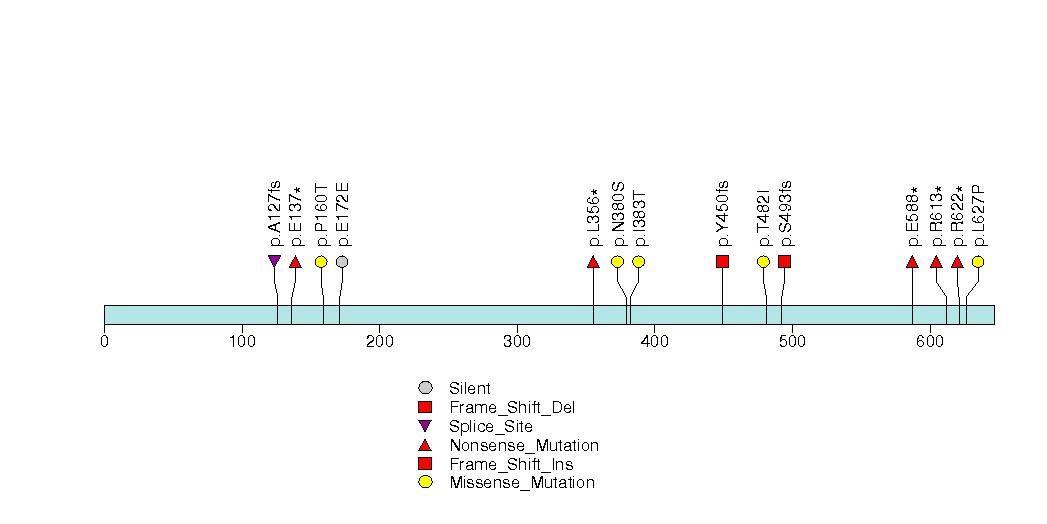 p.A127fs
p.E137*
p.P160T
p.E172E
p.L356*
p.N380S
p.I383T
p.Y450fs
p.T482I
p.S493fs
p.E588*
p.R613*
p.R622*
p.L627P
0 100 200 300 400 500 600
Silent
Frame_Shift_Del
Splice_Site
Nonsense_Mutation
Frame_Shift_Ins
Missense_Mutation